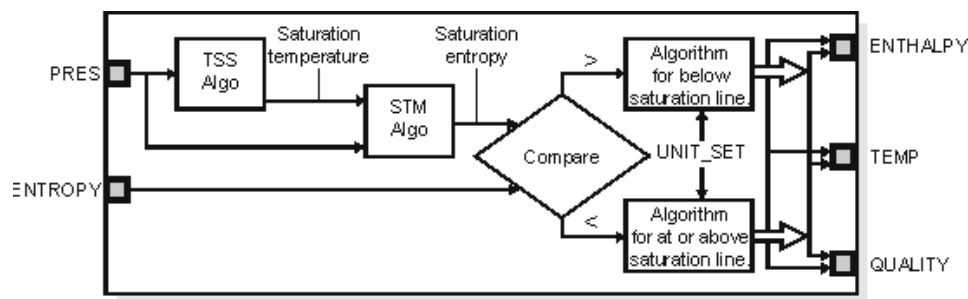 PRES
ENTROPY
TSS
Algo
Saturation
temperature
STM
Algo
Saturation
entropy
Compare
>
<
Algorithm
for below
saturation line.
UNIT_SET
Algorithm
for at or above
saturation line.
ENTHALPY
TEMP
QUALITY